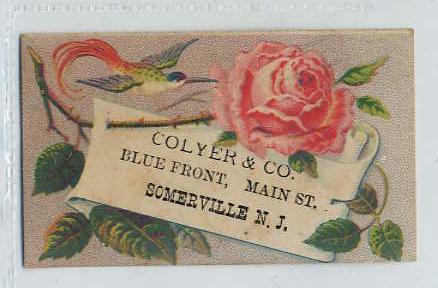 COLYER & CO.
BLUE FRONT, MAIN ST.
SOMERVILLE N. J.